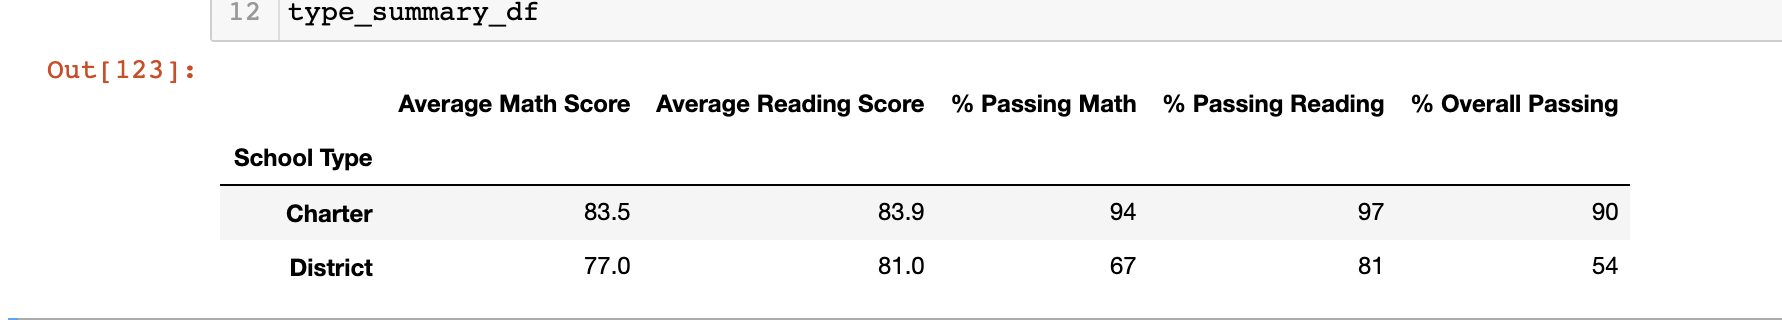 12 type_summary_df
Out[123]:
Average Math Score Average Reading Score % Passing Math % Passing Reading % Overall Passing
School Type
Charter 83.5 83.9 94 97 90
District 77.0 81.0 67 81 54